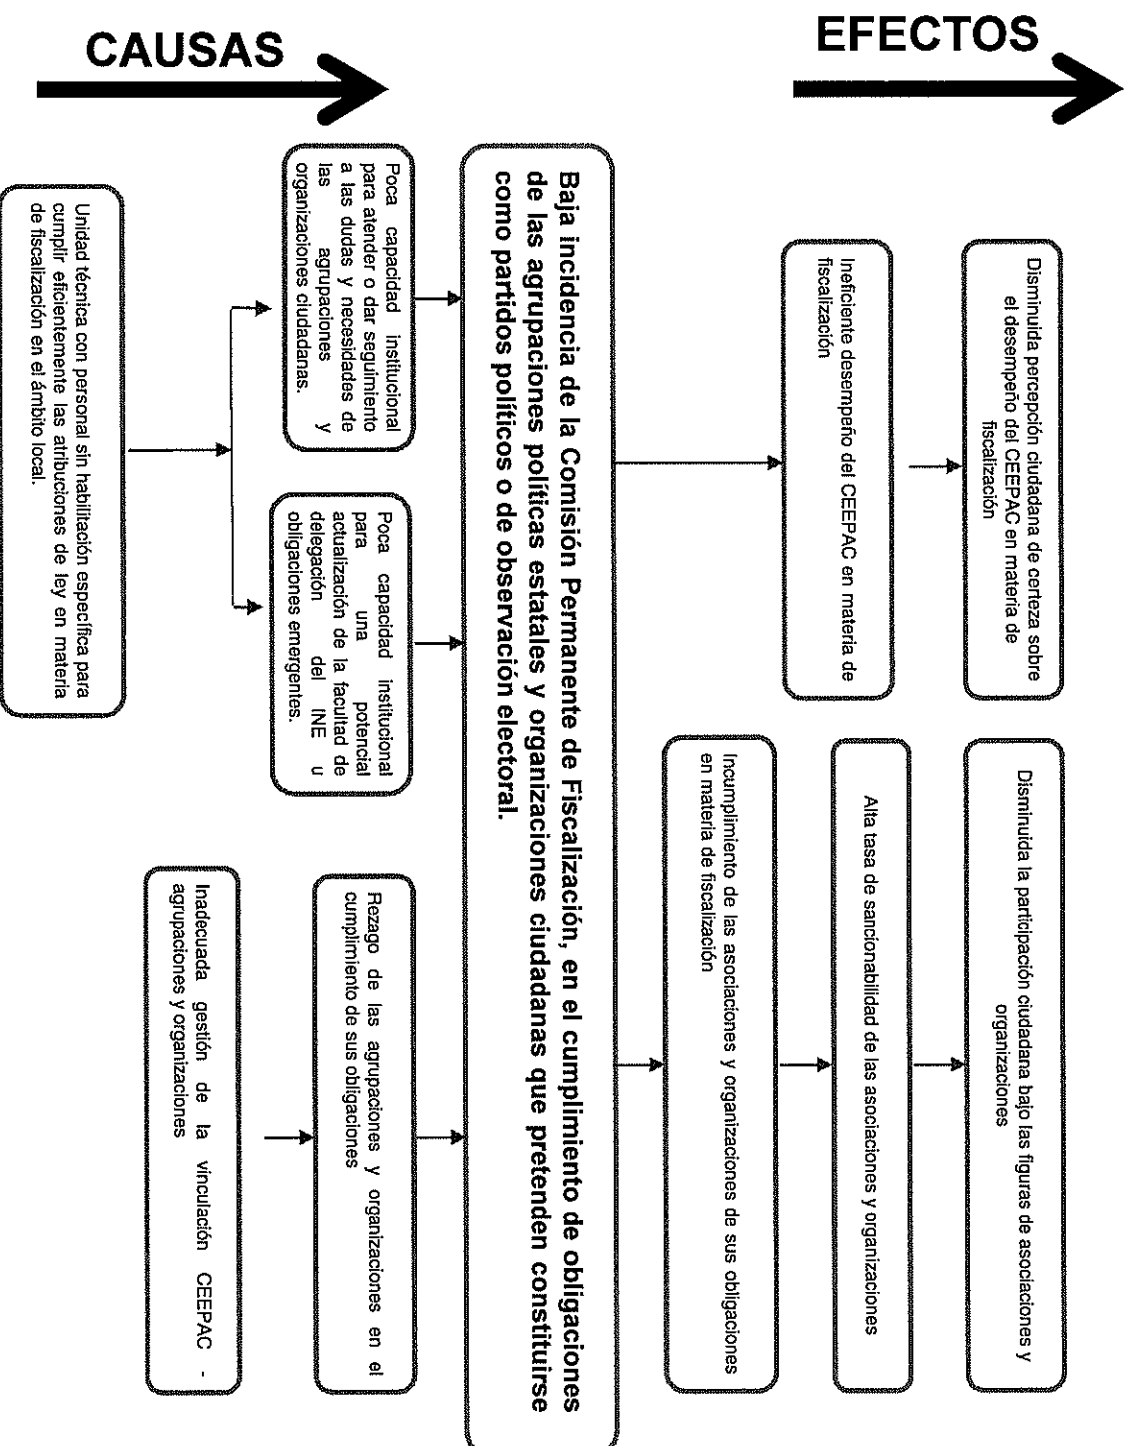 CAUSAS
EFECTOS
Disminuida percepción ciudadana de certeza sobre
el desempeño del CEEPAC en materia de
fiscalización
Disminuida la participación ciudadana bajo las figuras de asociaciones y
organizaciones
Ineficiente desempeño del CEEPAC en materia de
fiscalización
Alta tasa de sancionabilidad de las asociaciones y organizaciones
Incumplimiento de las asociaciones y organizaciones de sus obligaciones
en materia de fiscalización
Baja incidencia de la Comisión Permanente de Fiscalización, en el cumplimiento de obligaciones
de las agrupaciones políticas estatales y organizaciones ciudadanas que pretenden constituirse
como partidos políticos o de observación electoral.
Poca capacidad institucional
para atender o dar seguimiento
a las dudas y necesidades de
las agrupaciones y
organizaciones ciudadanas.
Poca capacidad institucional
para una potencial
actualización de la facultad de
delegación del INE u
obligaciones emergentes.
Rezago de las agrupaciones y organizaciones en el
cumplimiento de sus obligaciones
Unidad técnica con personal sin habilitación específica para
cumplir eficientemente las atribuciones de ley en materia
de fiscalización en el ámbito local.
Inadecuada gestión de la vinculación CEEPAC -
agrupaciones y organizaciones